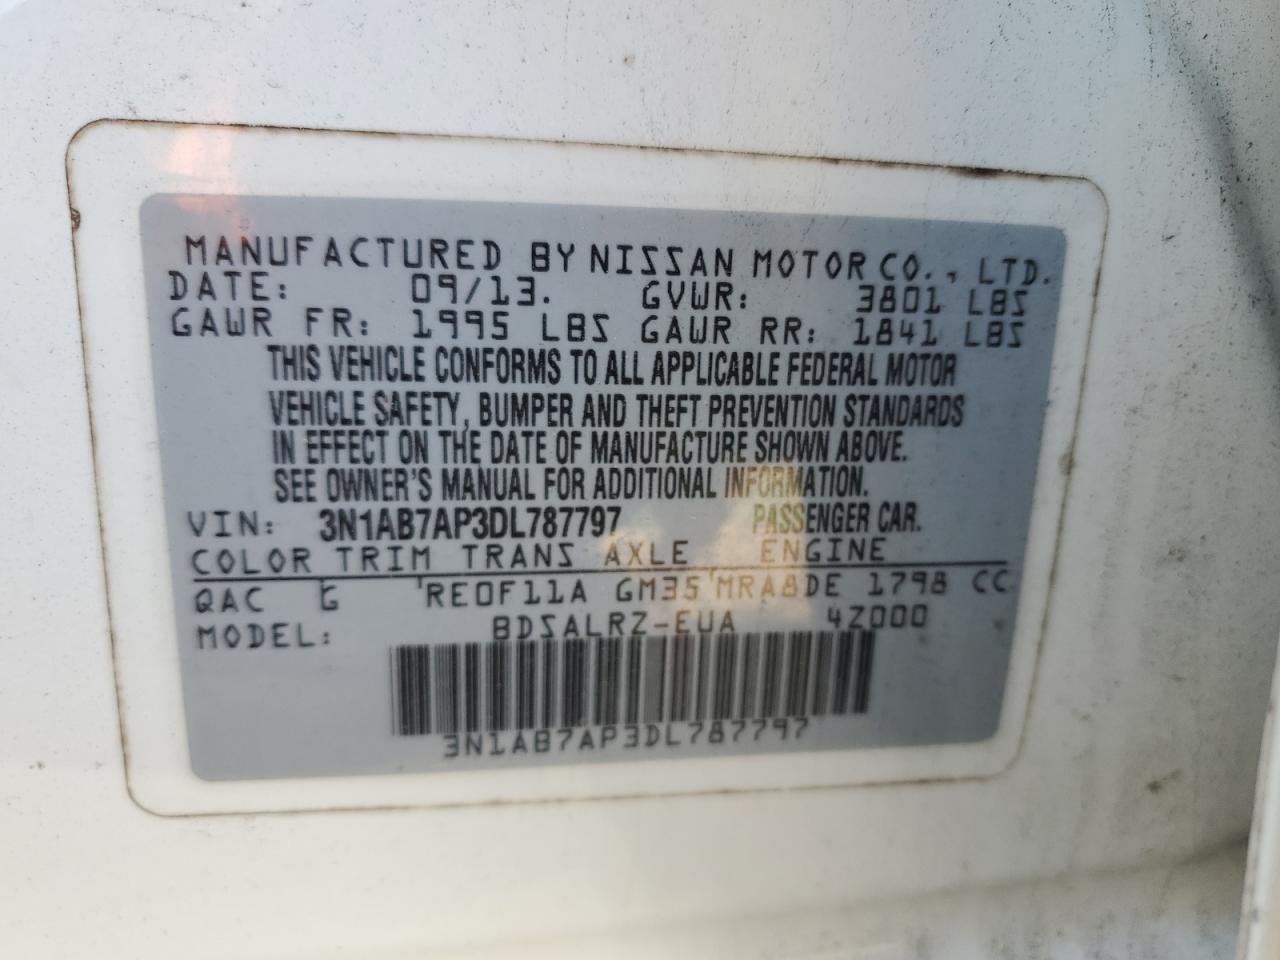 MANUFACTURED BY NISSAN MOTOR CO., LTD.
DATE: 09/13. GVWR: 3801 LBS
GAWR FR: 1995 LBS GAWR RR: 1841 LBS
THIS VEHICLE CONFORMS TO ALL APPLICABLE FEDERAL MOTOR
VEHICLE SAFETY, BUMPER AND THEFT PREVENTION STANDARDS
IN EFFECT ON THE DATE OF MANUFACTURE SHOWN ABOVE.
SEE OWNER'S MANUAL FOR ADDITIONAL INFORMATION.
VIN: 3N1AB7AP3DL787797 PASSENGER CAR.
COLOR TRIM TRANS AXLE ENGINE
QAC G RE0F11A GM35 MRA8DE 1798 CC
MODEL: BDSALRZ-EUA 4Z000
3N1AB7AP3DL787797